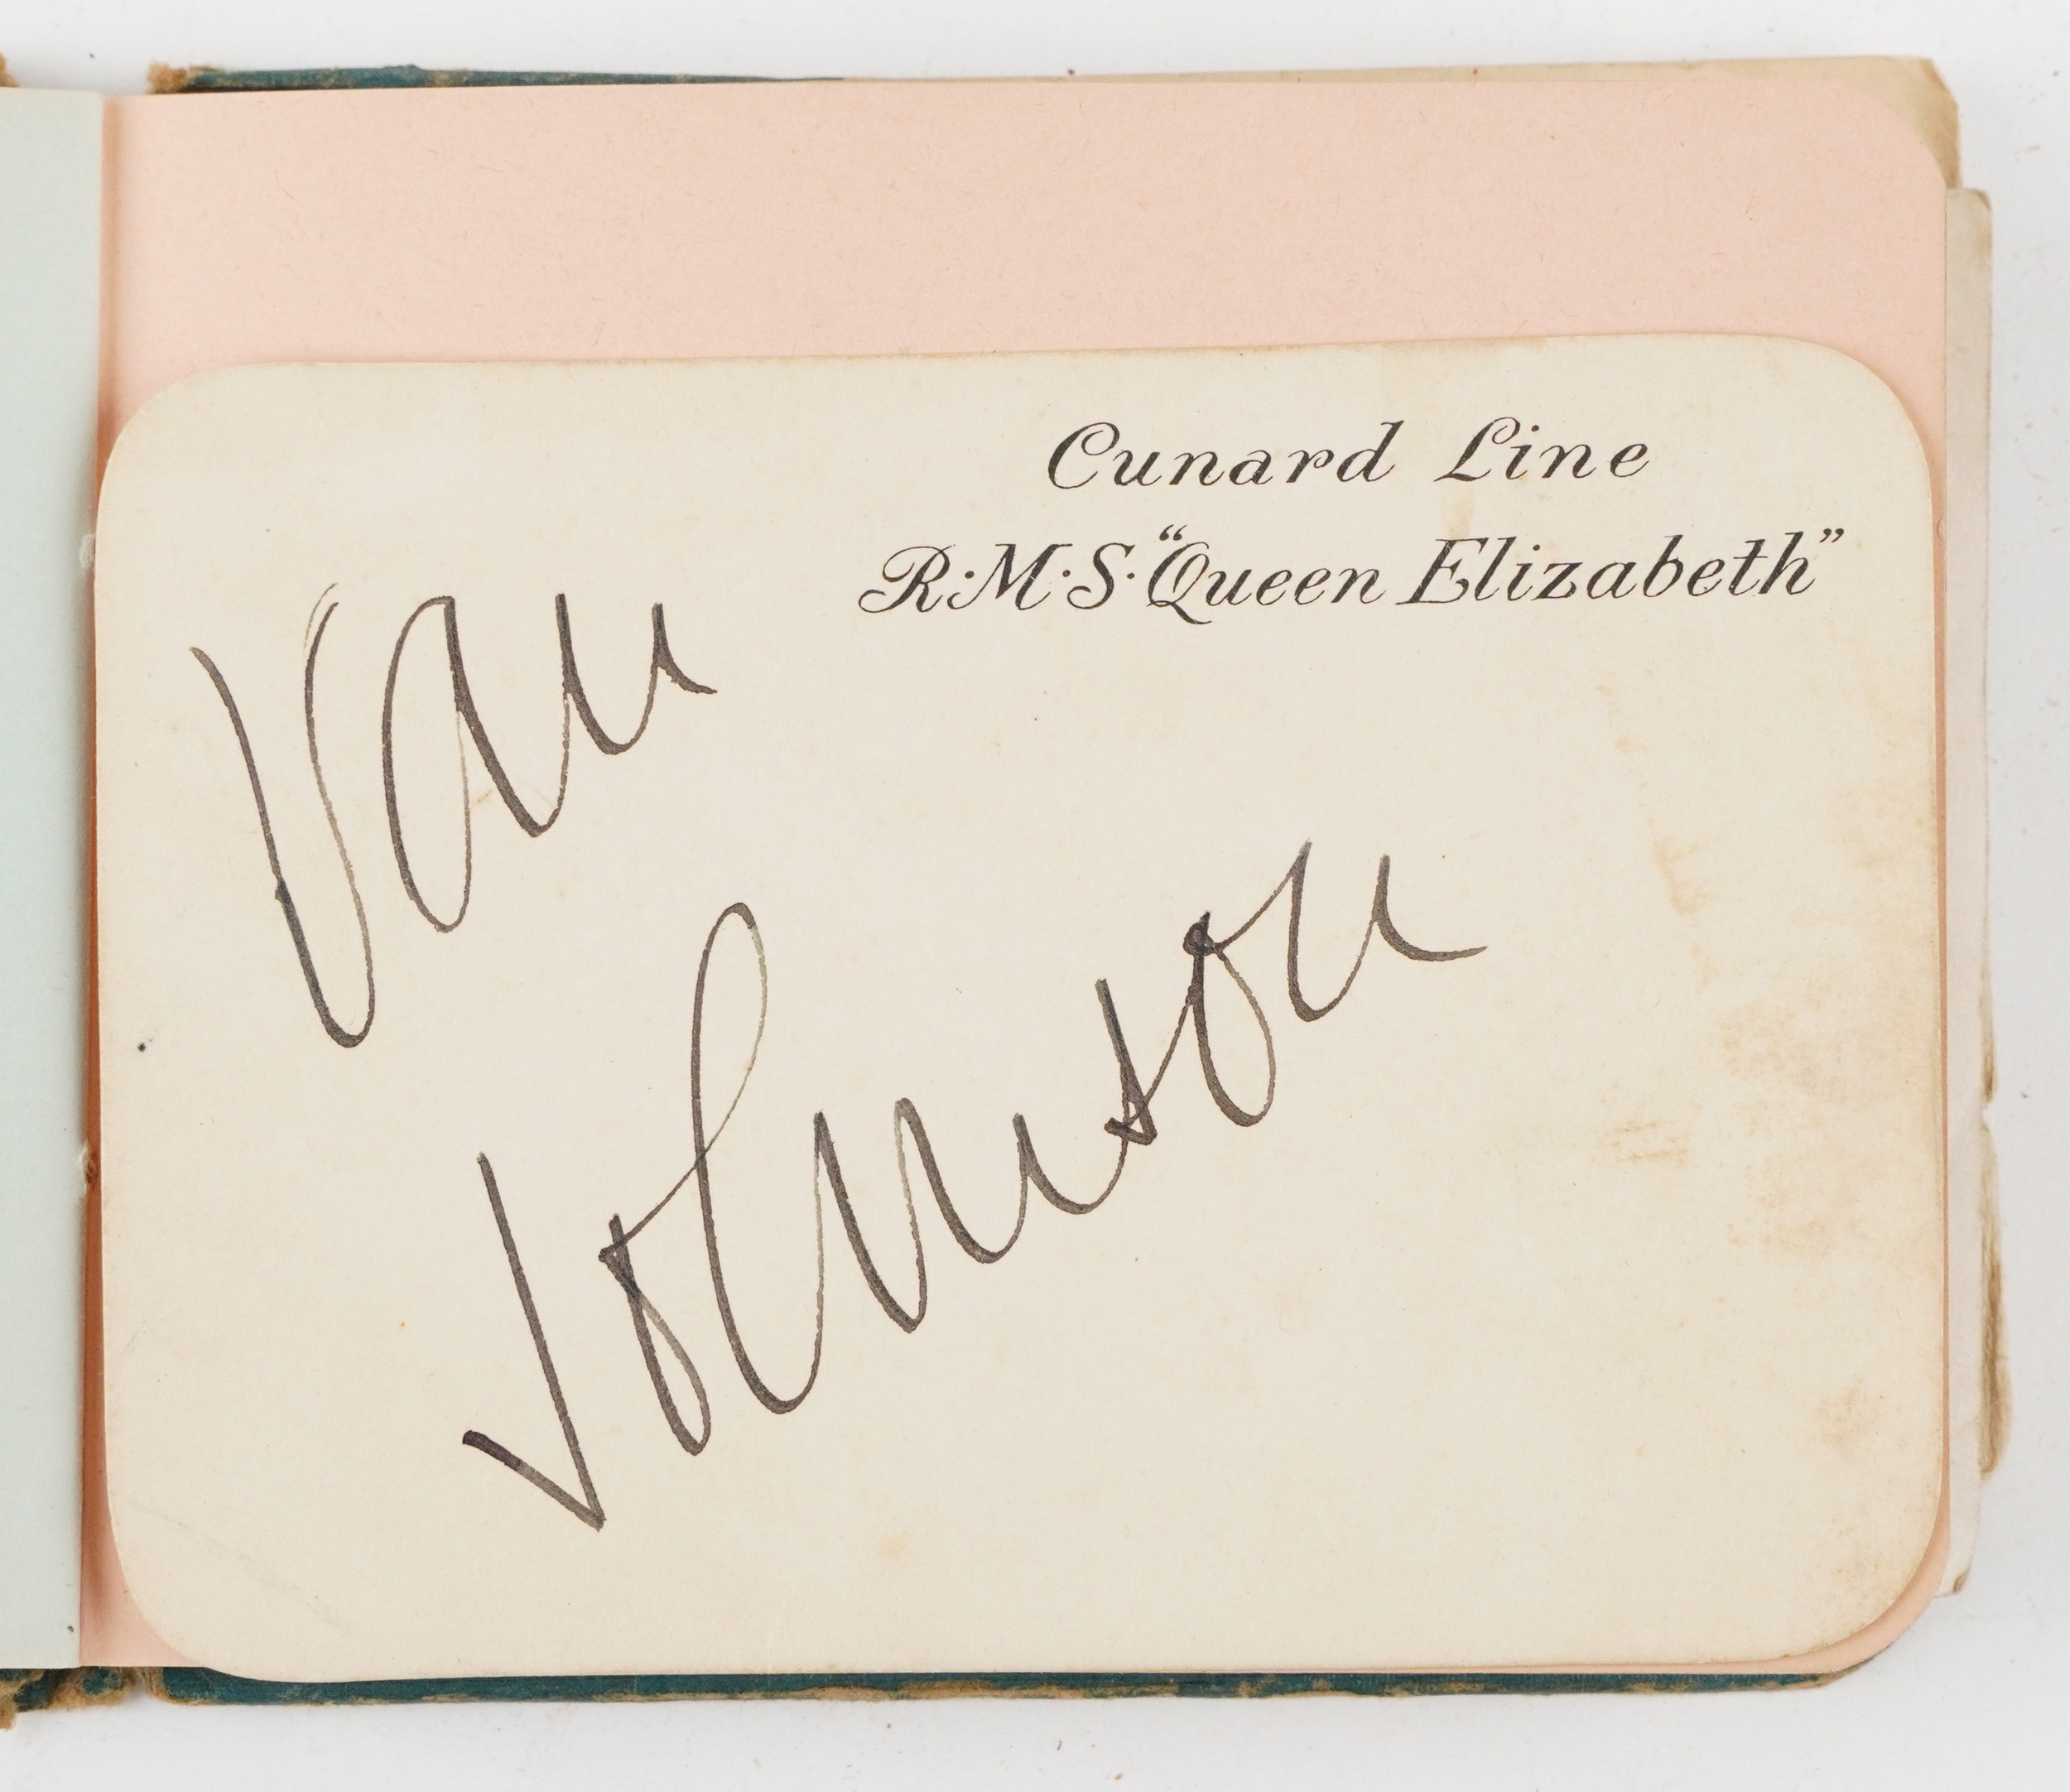 Cunard Line
R·M·S·“Queen Elizabeth”
Van
Johnson